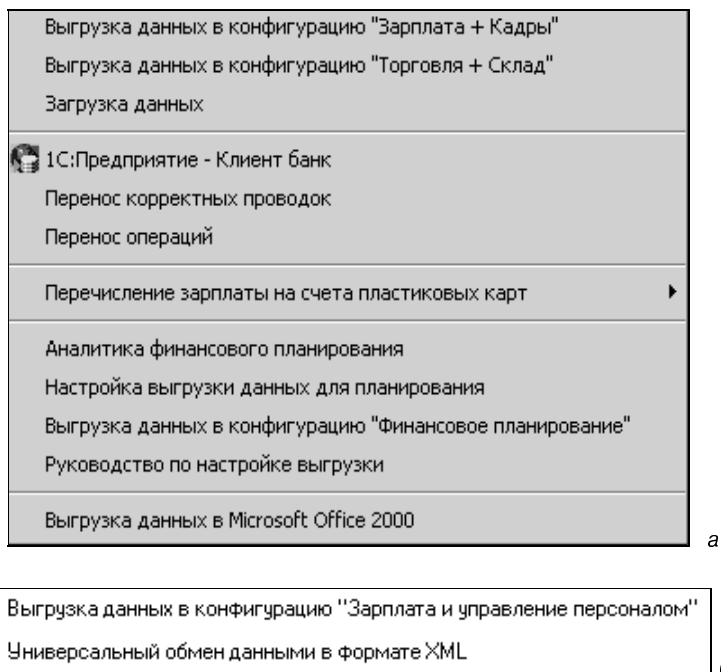 Выгрузка данных в конфигурацию "Зарплата + Кадры"
Выгрузка данных в конфигурацию "Торговля + Склад"
Загрузка данных
1С:Предприятие - Клиент банк
Перенос корректных проводок
Перенос операций
Перечисление зарплаты на счета пластиковых карт
Аналитика финансового планирования
Настройка выгрузки данных для планирования
Выгрузка данных в конфигурацию "Финансовое планирование"
Руководство по настройке выгрузки
Выгрузка данных в Microsoft Office 2000
а
Выгрузка данных в конфигурацию "Зарплата и управление персоналом"
Универсальный обмен данными в формате XML